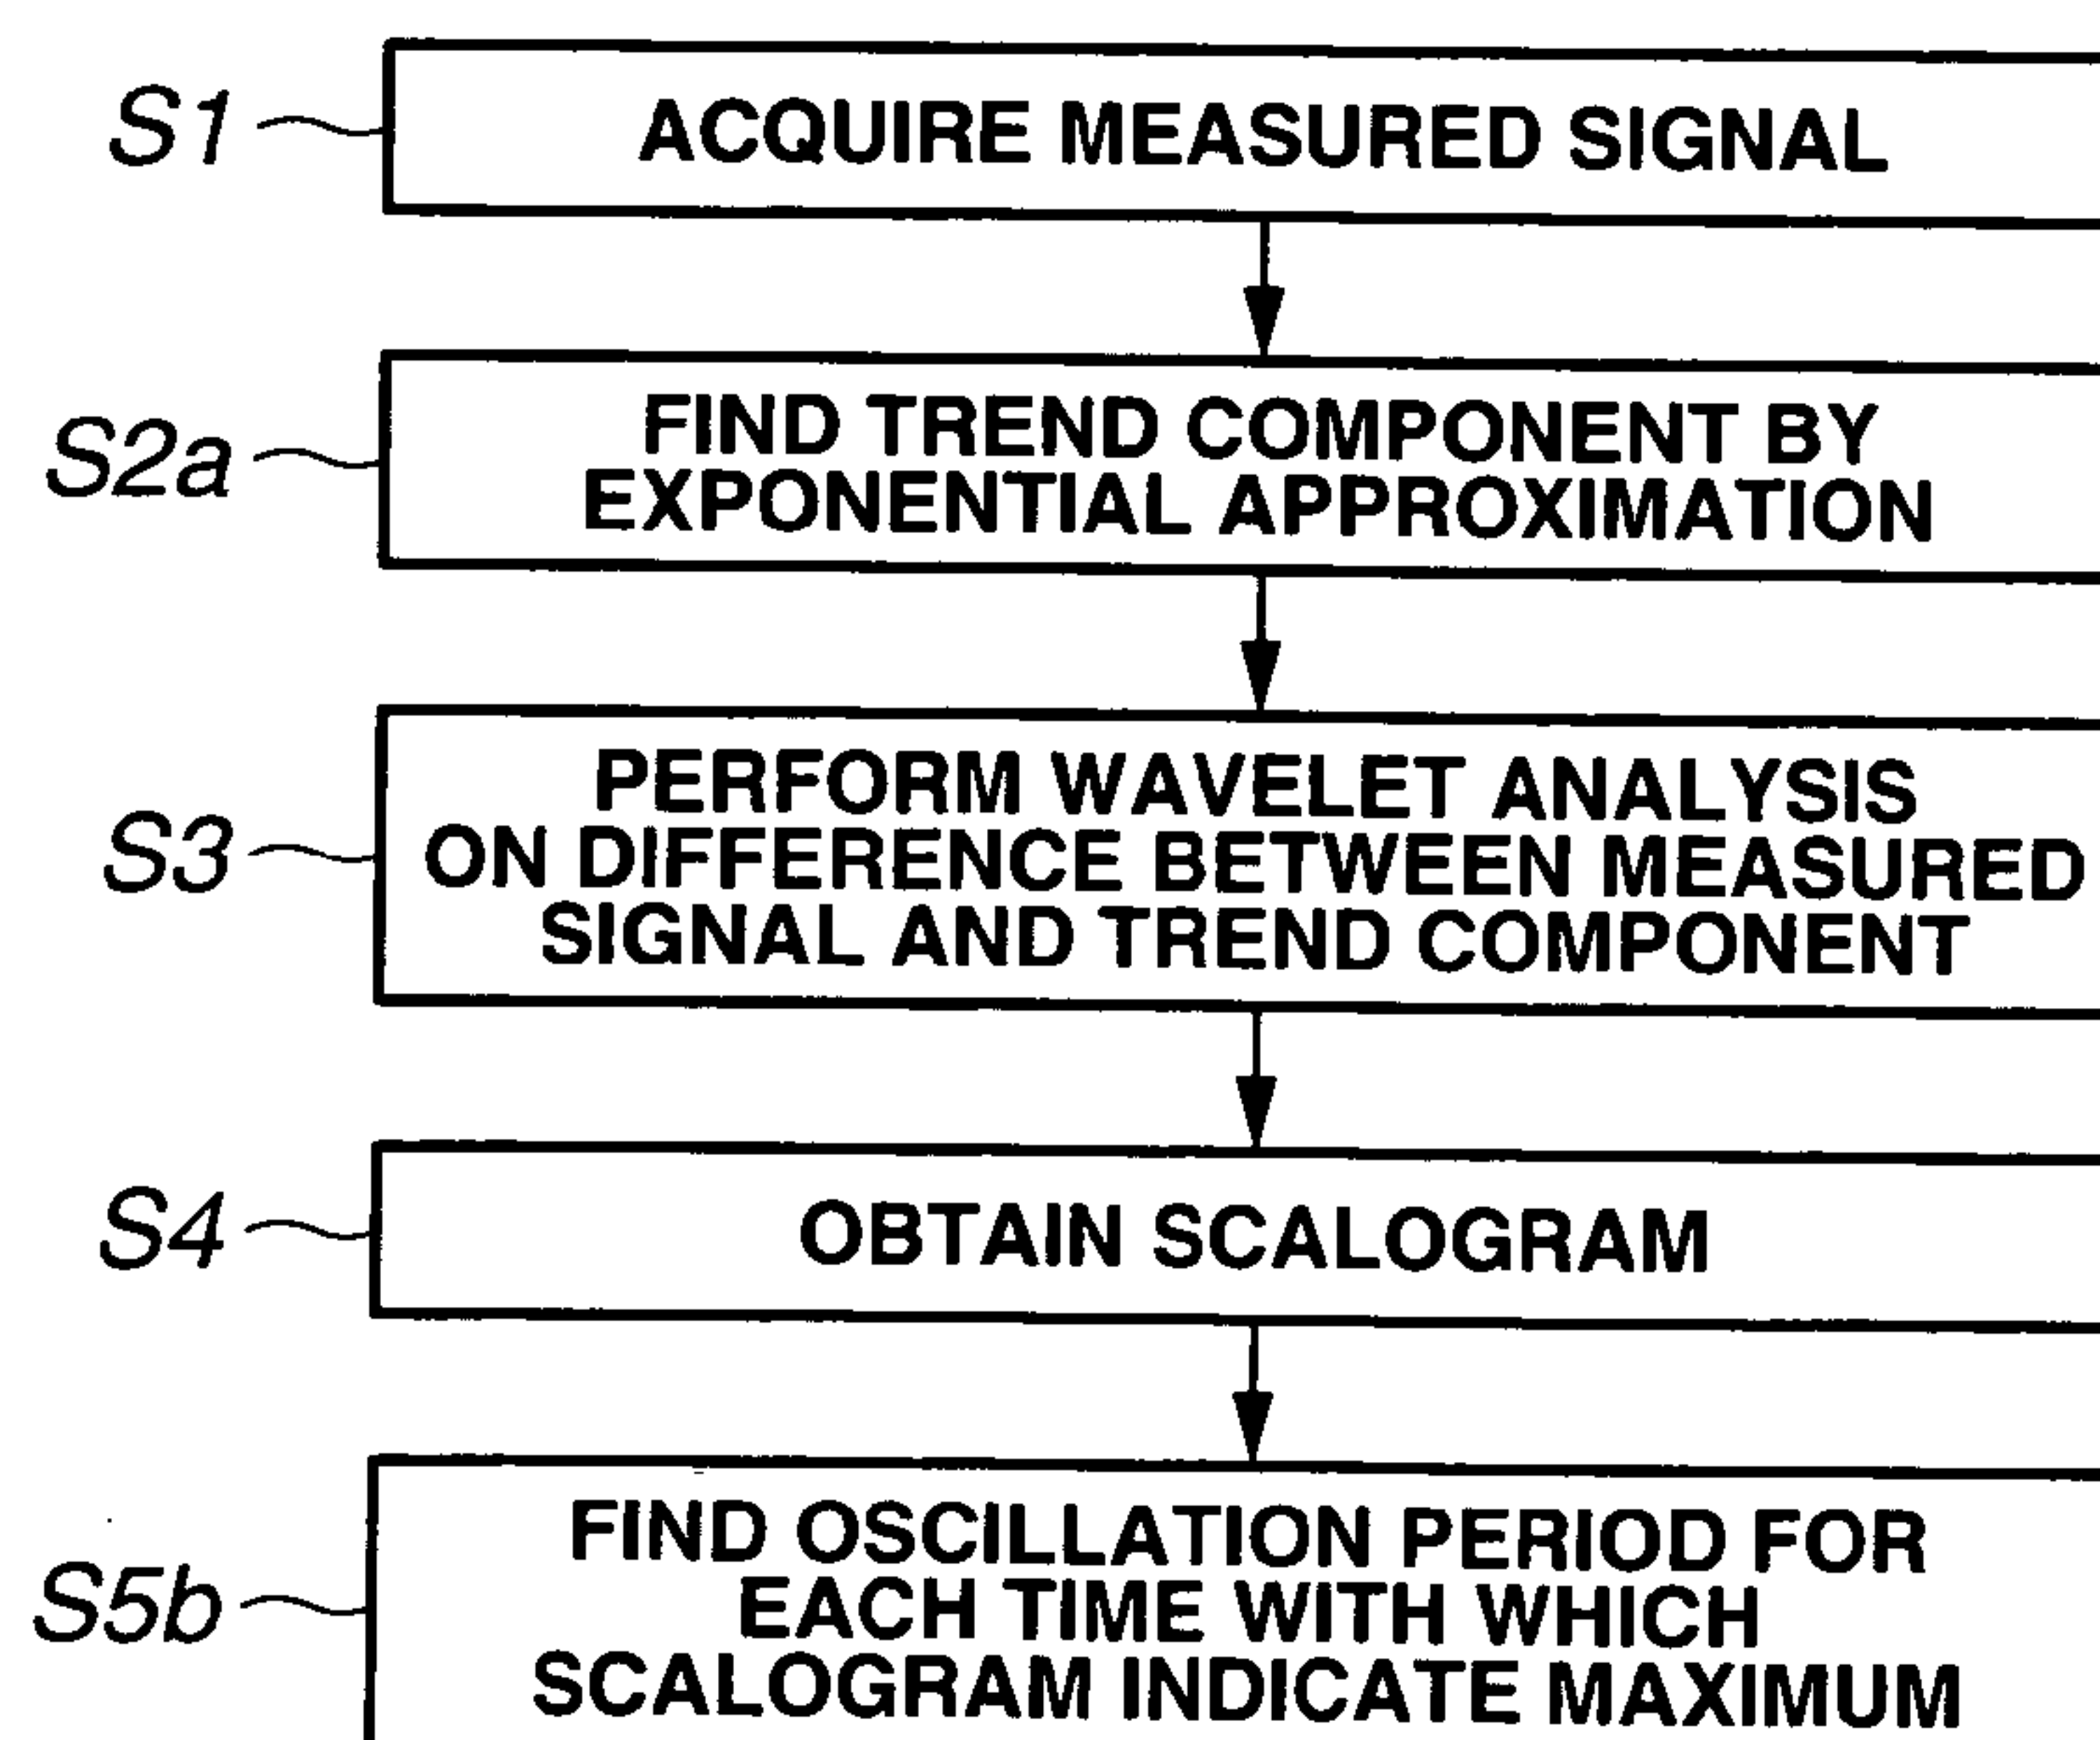 S1
ACQUIRE MEASURED SIGNAL
S2a
FIND TREND COMPONENT BY
EXPONENTIAL APPROXIMATION
S3
PERFORM WAVELET ANALYSIS
ON DIFFERENCE BETWEEN MEASURED
SIGNAL AND TREND COMPONENT
S4
OBTAIN SCALOGRAM
S5b
FIND OSCILLATION PERIOD FOR
EACH TIME WITH WHICH
SCALOGRAM INDICATE MAXIMUM